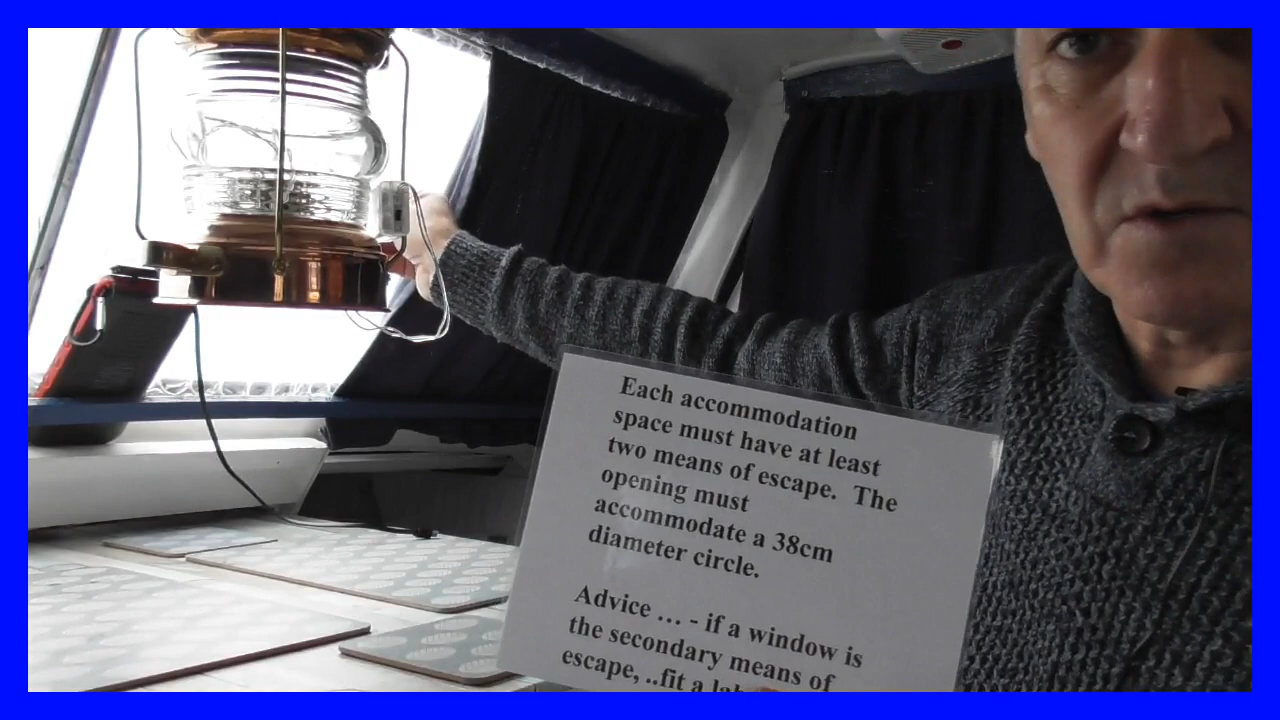 Each accommodation
space must have at least
two means of escape.  The
opening must
accommodate a 38cm
diameter circle.
Advice … - if a window is
the secondary means of
escape, ..fit a